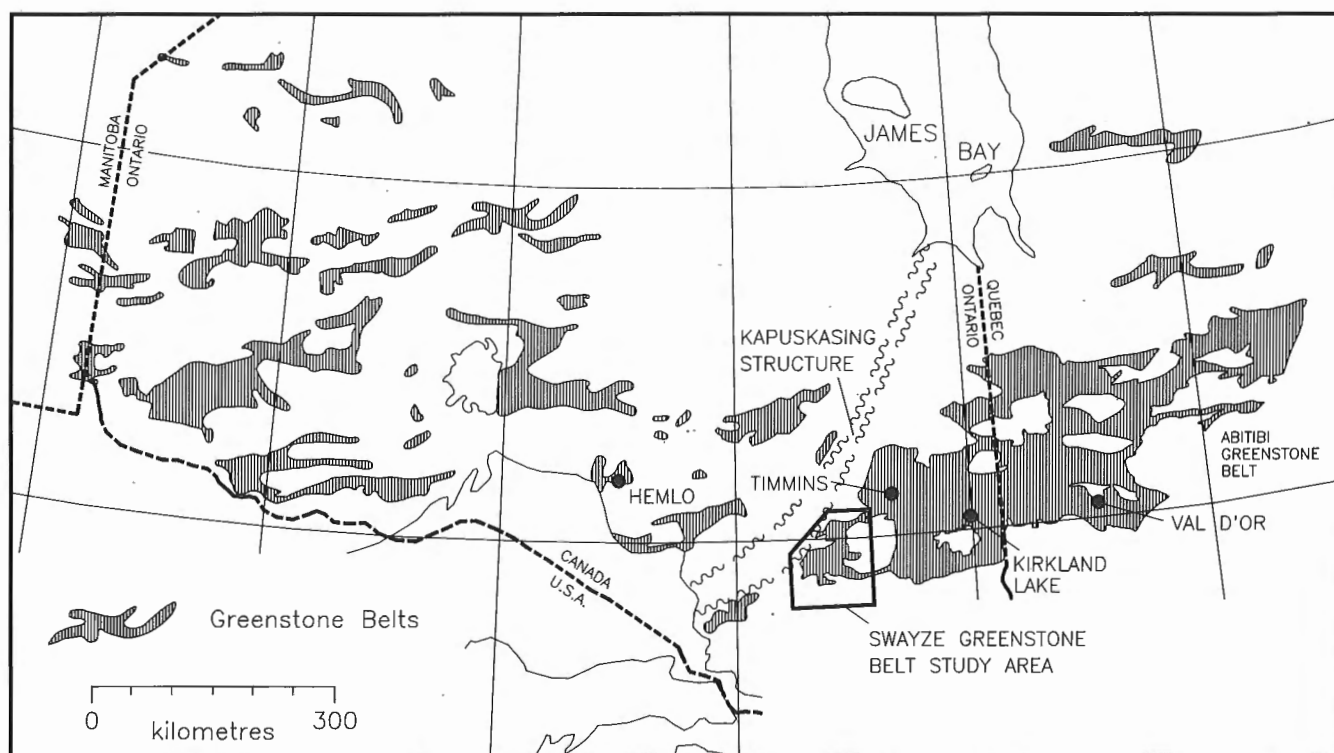 JAMES
BAY
MANITOBA
ONTARIO
QUEBEC
ONTARIO
KAPUSKASING
STRUCTURE
ABITIBI
GREENSTONE
BELT
TIMMINS
HEMLO
VAL D'OR
KIRKLAND
LAKE
CANADA
U.S.A.
Greenstone Belts
SWAYZE GREENSTONE
BELT STUDY AREA
0 300
kilometres